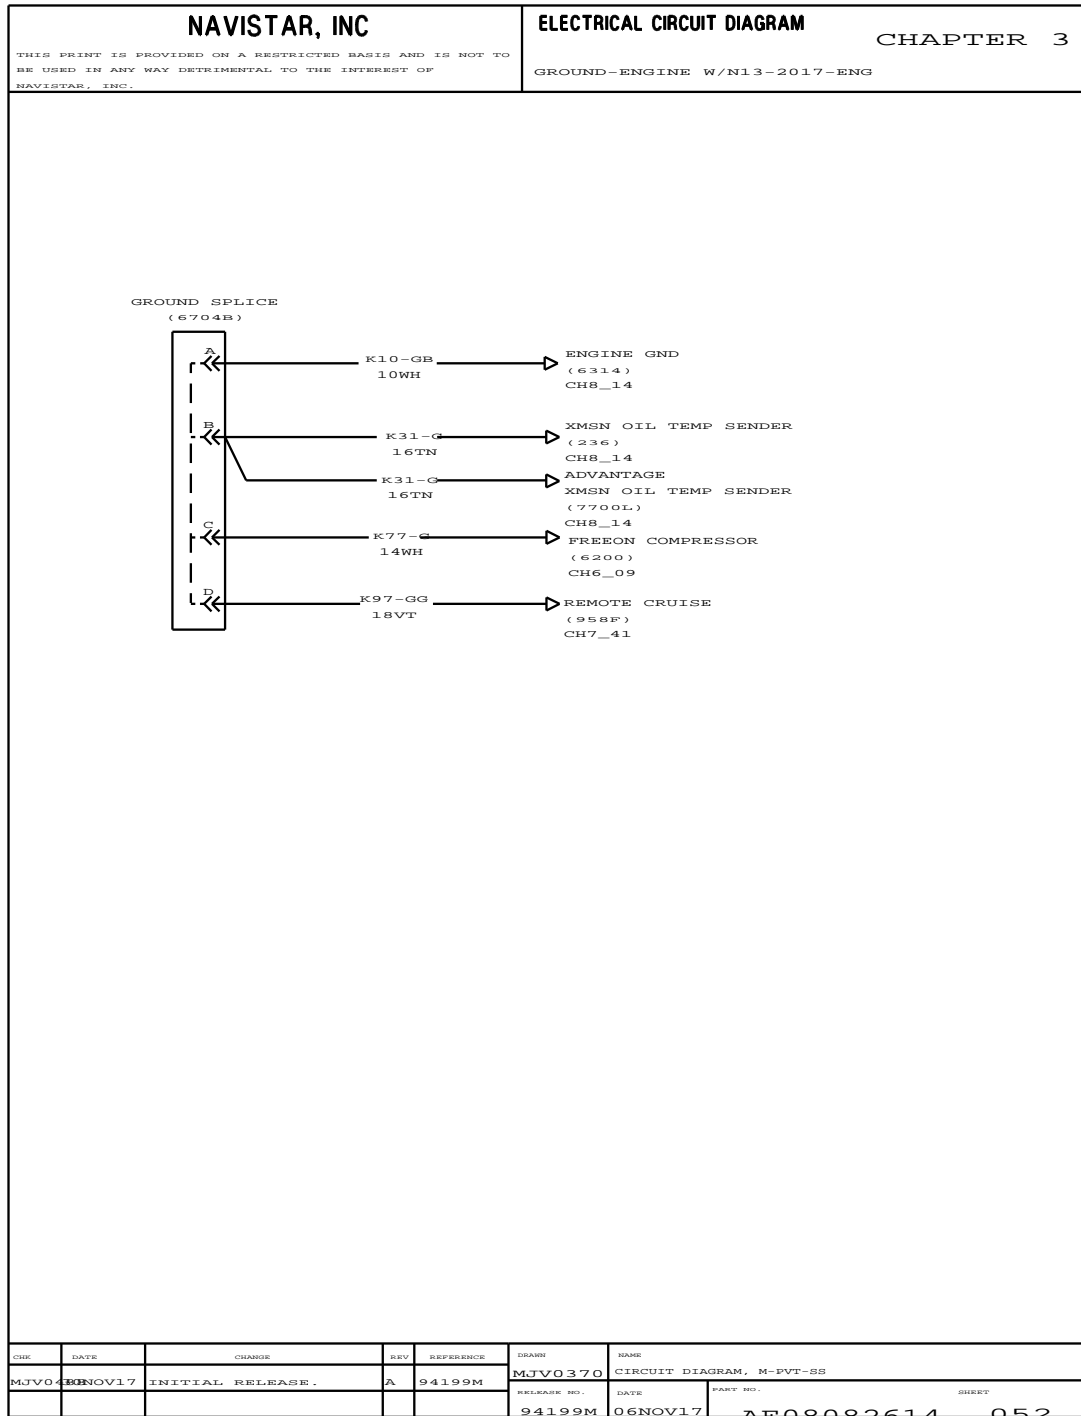 NAVISTAR, INC
THIS PRINT IS PROVIDED ON A RESTRICTED BASIS AND IS NOT TO
BE USED IN ANY WAY DETRIMENTAL TO THE INTEREST OF
NAVISTAR, INC.
ELECTRICAL CIRCUIT DIAGRAM
CHAPTER 3
GROUND-ENGINE W/N13-2017-ENG
GROUND SPLICE
(6704B)
A
K10-GB
10WH
ENGINE GND
(6314)
CH8_14
B
K31-G
16TN
XMSN OIL TEMP SENDER
(236)
CH8_14
K31-G
16TN
ADVANTAGE
XMSN OIL TEMP SENDER
(7700L)
CH8_14
C
K77-G
14WH
FREEON COMPRESSOR
(6200)
CH6_09
D
K97-GG
18VT
REMOTE CRUISE
(958F)
CH7_41
CHK DATE CHANGE REV REFERENCE
INITIAL RELEASE. A 94199M
DRAWN
MJV0370
NAME
CIRCUIT DIAGRAM, M-PVT-SS
RELEASE NO.
94199M
DATE
06NOV17
PART NO.
AE08082614
SHEET
052